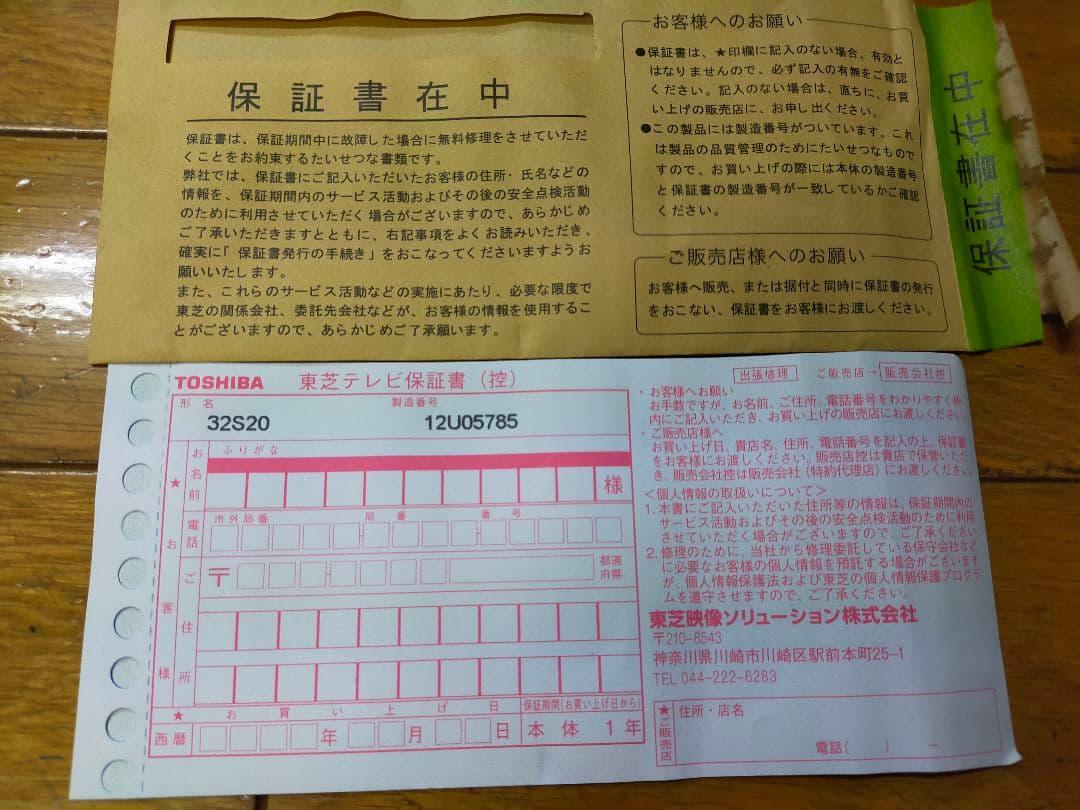 保証書在中
保証書は、保証期間中に故障した場合に無料修理をさせていただ
くことをお約束するたいせつな書類です。
弊社では、保証書にご記入いただいたお客様の住所・氏名などの
情報を、保証期間内のサービス活動およびその後の安全点検活動
のために利用させていただく場合がございますので、あらかじめ
ご了承いただきますとともに、右記事項をよくお読みいただき、
確実に「保証書発行の手続き」をおこなってくださいますようお
願いいたします。
また、これらのサービス活動などの実施にあたり、必要な限度で
東芝の関係会社、委託先会社などが、お客様の情報を使用するこ
とがございますので、あらかじめご了承願います。
お客様へのお願い
●保証書は、★印欄に記入のない場合、有効と
はなりませんので、必ず記入の有無をご確認
ください。記入のない場合は、直ちに、お買
い上げの販売店に、お申し出ください。
●この製品には製造番号がついています。これ
は製品の品質管理のためにたいせつなもので
すので、お買い上げの際には本体の製造番号
と保証書の製造番号が一致しているかご確認
ください。
ご販売店様へのお願い
お客様へ販売、または据付と同時に保証書の発行
をおこない、保証書をお客様にお渡しください。
保証書在中
TOSHIBA 東芝テレビ保証書（控）
形名 製造番号
32S20 12U05785
ふりがな
★お客様
お名前
様
電話
市外局番 局番 番号
ご住所
〒 都道府県
★お買い上げ日
西暦 年 月 日
保証期間(お買い上げ日から)
本体 1年
出張修理 ご販売店→販売会社控
・お客様へお願い
お手数ですが、お名前、ご住所、電話番号をわかりやすく枠
内にご記入いただき、お買い上げの販売店にお渡しください。
・ご販売店様へ
お買い上げ日、貴店名、住所、電話番号を記入の上、保証書
をお客様にお渡しください。販売店控は貴店で保管いただ
き、販売会社控は販売会社（特約代理店）にお渡しください。
＜個人情報の取扱いについて＞
1.本書にご記入いただいた住所等の情報は、保証期間内の
サービス活動およびその後の安全点検活動のために利用
させていただく場合がございますので、ご了承ください。
2.修理のために、当社から修理委託している保守会社など
に必要なお客様の個人情報を預託する場合がございます
が、個人情報保護法および東芝の個人情報保護プログラ
ムを遵守させますので、ご了承ください。
東芝映像ソリューション株式会社
〒210-8543
神奈川県川崎市川崎区駅前本町25-1
TEL 044-222-6283
★ご販売店
住所・店名
電話( ) －